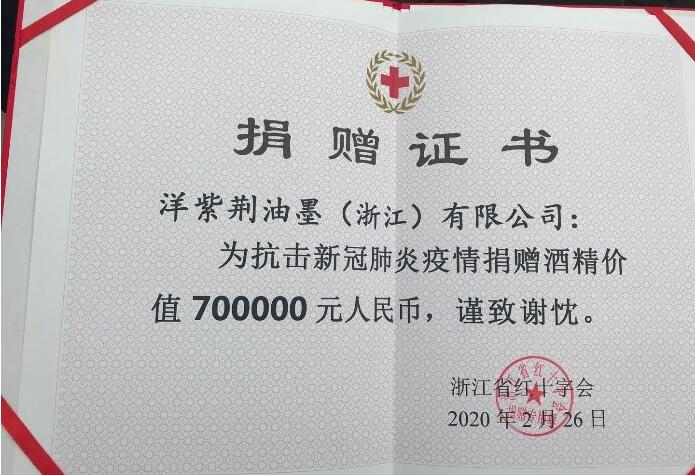 捐赠证书
洋紫荆油墨（浙江）有限公司：
为抗击新冠肺炎疫情捐赠酒精价
值 700000 元人民币，谨致谢忱。
浙江省红十字会
2020 年 2 月 26 日